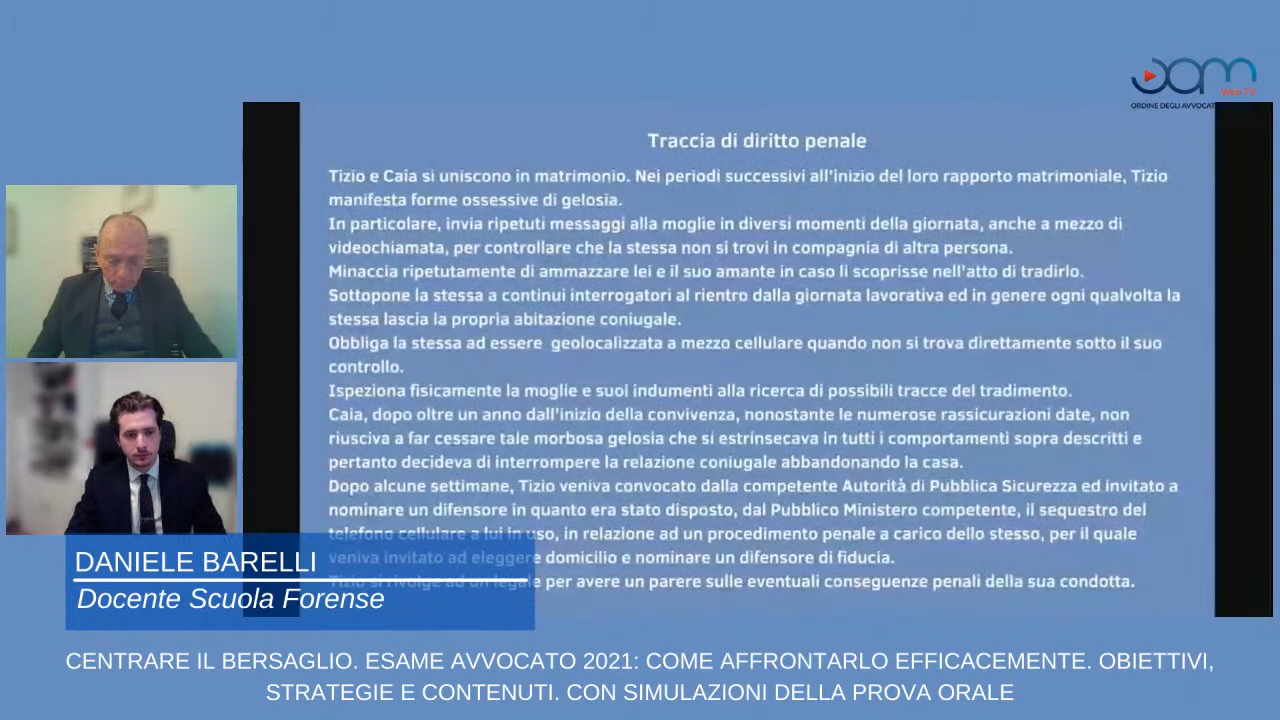 Web TV
ORDINE DEGLI AVVOCAT
Traccia di diritto penale
Tizio e Caia si uniscono in matrimonio. Nei periodi successivi all'inizio del loro rapporto matrimoniale, Tizio
manifesta forme ossessive di gelosia.
In particolare, invia ripetuti messaggi alla moglie in diversi momenti della giornata, anche a mezzo di
videochiamata, per controllare che la stessa non si trovi in compagnia di altra persona.
Minaccia ripetutamente di ammazzare lei e il suo amante in caso li scoprisse nell'atto di tradirlo.
Sottopone la stessa a continui interrogatori al rientro dalla giornata lavorativa ed in genere ogni qualvolta la
stessa lascia la propria abitazione coniugale.
Obbliga la stessa ad essere geolocalizzata a mezzo cellulare quando non si trova direttamente sotto il suo
controllo.
Ispeziona fisicamente la moglie e suoi indumenti alla ricerca di possibili tracce del tradimento.
Caia, dopo oltre un anno dall'inizio della convivenza, nonostante le numerose rassicurazioni date, non
riusciva a far cessare tale morbosa gelosia che si estrinsecava in tutti i comportamenti sopra descritti e
pertanto decideva di interrompere la relazione coniugale abbandonando la casa.
Dopo alcune settimane, Tizio veniva convocato dalla competente Autorità di Pubblica Sicurezza ed invitato a
nominare un difensore in quanto era stato disposto, dal Pubblico Ministero competente, il sequestro del
telefono cellulare a lui in uso, in relazione ad un procedimento penale a carico dello stesso, per il quale
veniva invitato ad eleggere domicilio e nominare un difensore di fiducia.
Tizio si rivolge ad un legale per avere un parere sulle eventuali conseguenze penali della sua condotta.
DANIELE BARELLI
Docente Scuola Forense
CENTRARE IL BERSAGLIO. ESAME AVVOCATO 2021: COME AFFRONTARLO EFFICACEMENTE. OBIETTIVI,
STRATEGIE E CONTENUTI. CON SIMULAZIONI DELLA PROVA ORALE